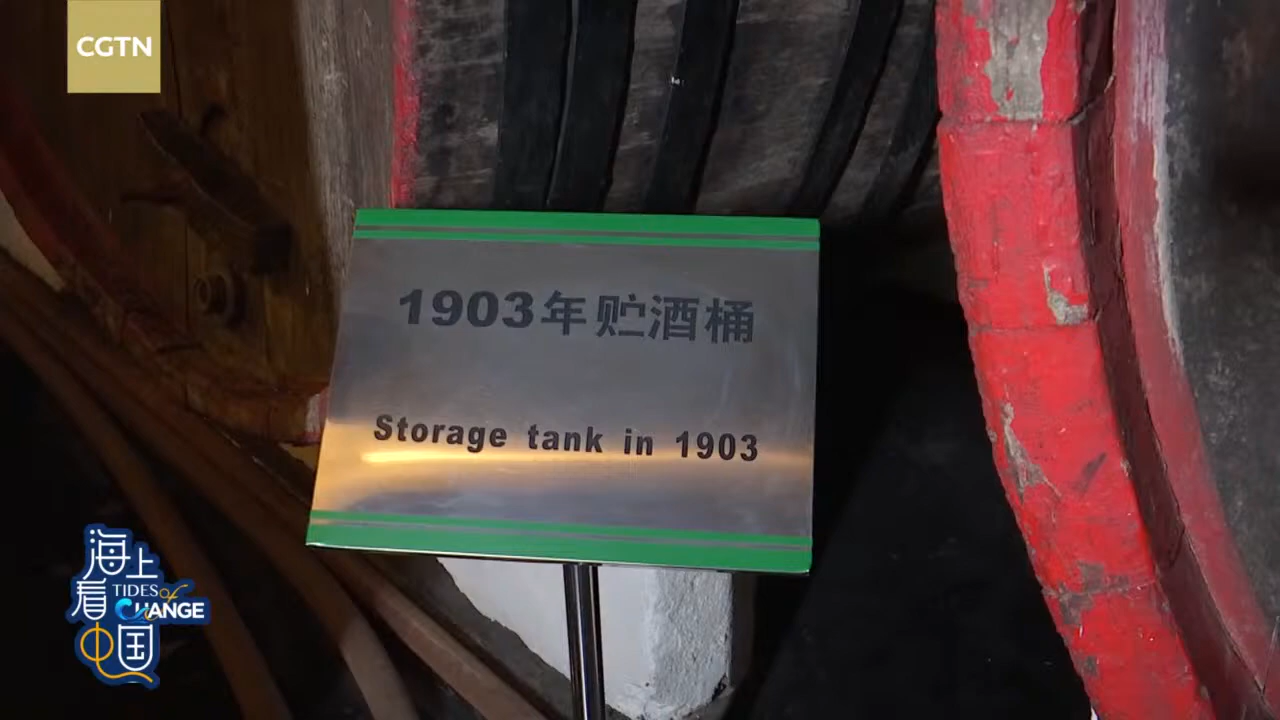 CGTN
1903年贮酒桶
Storage tank in 1903
海上
看 TIDES of
CHANGE
中国